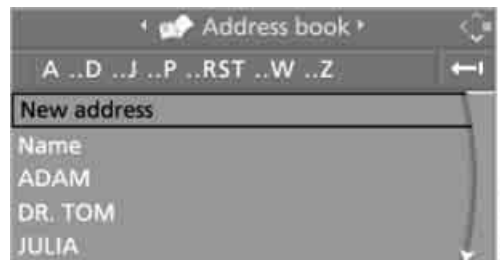 Address book
A ..D ..J ..P ..RST ..W ..Z
New address
Name
ADAM
DR. TOM
JULIA